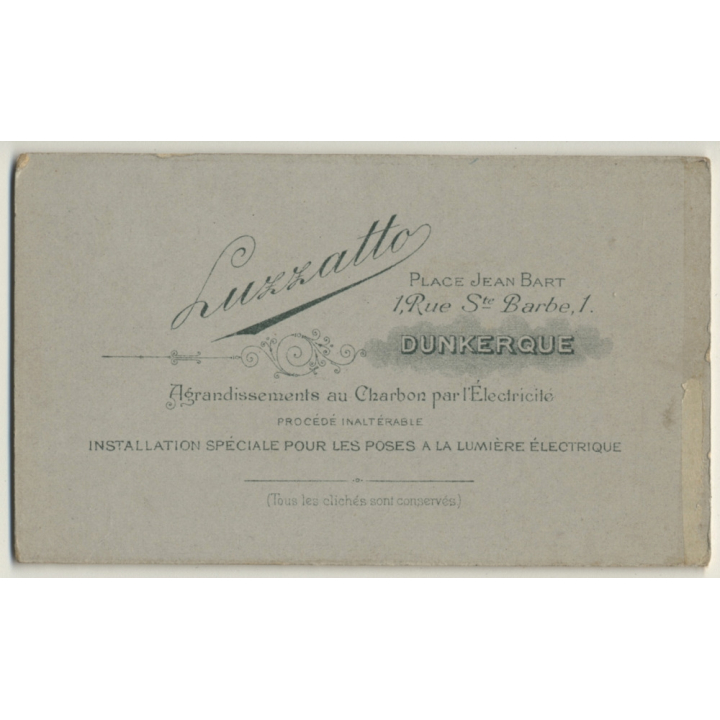 Luzzatto
PLACE JEAN BART
1, Rue Ste Barbe, 1.
DUNKERQUE
Agrandissements au Charbon par l'Électricité
PROCÉDÉ INALTÉRABLE
INSTALLATION SPÉCIALE POUR LES POSES A LA LUMIÈRE ÉLECTRIQUE
(Tous les clichés sont conservés)